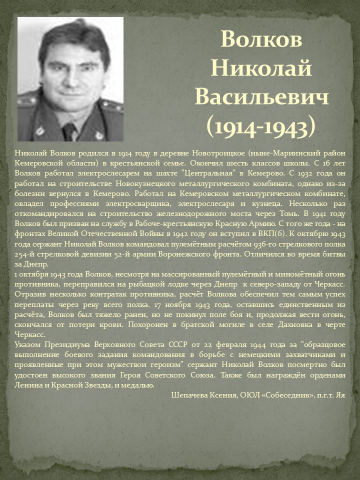 Волков
Николай
Васильевич
(1914-1943)
Николай Волков родился в 1914 году в деревне Новотроицкое (ныне-Мариинский район
Кемеровской области) в крестьянской семье. Окончил шесть классов школы. С 26 лет
Волков работал электрослесарем на шахте "Центральная" в Кемерово. С 1932 года он
работал на строительстве Новокузнецкого металлургического комбината, однако из-за
болезни вернулся в Кемерово. Работал на Кемеровском металлургическом комбинате,
овладел профессиями электросварщика, электрослесаря и кузнеца. Несколько раз
откомандировался на строительство железнодорожного моста через Томь. В 1941 году
Волков был призван на службу в Рабоче-крестьянскую Красную Армию. С того же года - на
фронтах Великой Отечественной Войны в 1942 году он вступил в ВКП(б). К октябрю 1943
года сержант Николай Волков командовал пулемётным расчётом 936-го стрелкового полка
254-й стрелковой дивизии 52-й армии Воронежского фронта. Отличился во время битвы
за Днепр.
1 октября 1943 года Волков, несмотря на массированный пулемётный и миномётный огонь
противника, переправился на рыбацкой лодке через Днепр к северо-западу от Черкасс.
Отразив несколько контратак противника, расчёт Волкова обеспечил тем самым успех
переплаты через реку всего полка. 17 ноября 1943 года, оставшись единственным из
расчёта, Волков был тяжело ранен, но не покинул поле боя и, продолжая вести огонь,
скончался от потери крови. Похоронен в братской могиле в селе Дахновка в черте
Черкасс.
Указом Президиума Верховного Совета СССР от 22 февраля 1944 года за "образцовое
выполнение боевого задания командования в борьбе с немецкими захватчиками и
проявленные при этом мужеством героизм" сержант Николай Волков посмертно был
удостоен высокого звания Героя Советского Союза. Также был награждён орденами
Ленина и Красной Звезды, и медалью.
Шепачева Ксения, ОЮЛ «Собеседник», п.г.т. Яя